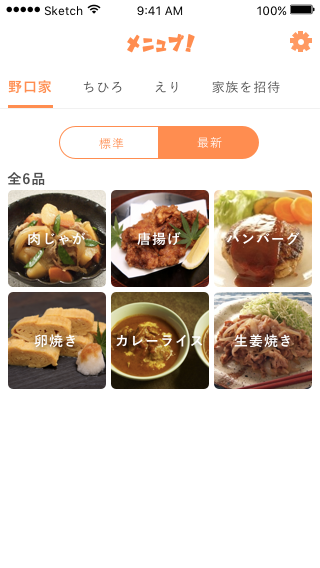 Sketch 9:41 AM 100%
メニュプ!
野口家 ちひろ えり 家族を招待
標準 最新
全6品
肉じゃが 唐揚げ ハンバーグ
卵焼き カレーライス 生姜焼き